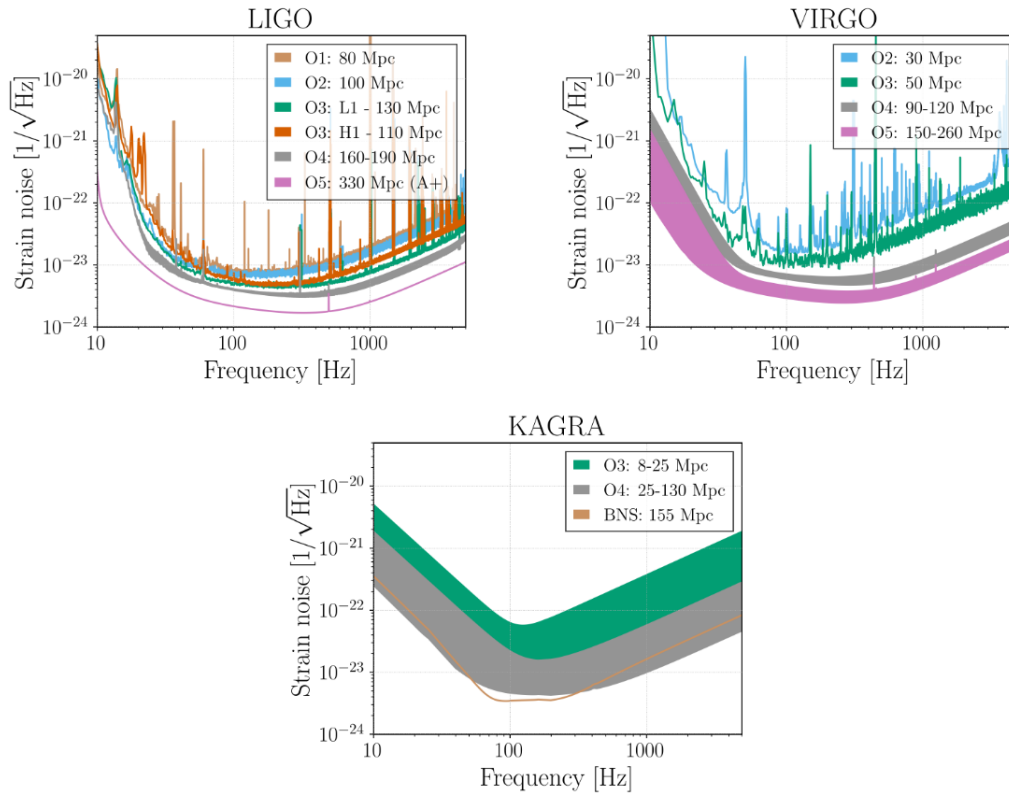 LIGO
Strain noise [1/√Hz]
10⁻²⁰
10⁻²¹
10⁻²²
10⁻²³
10⁻²⁴
O1: 80 Mpc
O2: 100 Mpc
O3: L1 - 130 Mpc
O3: H1 - 110 Mpc
O4: 160-190 Mpc
O5: 330 Mpc (A+)
10
100
1000
Frequency [Hz]
VIRGO
Strain noise [1/√Hz]
10⁻²⁰
10⁻²¹
10⁻²²
10⁻²³
10⁻²⁴
O2: 30 Mpc
O3: 50 Mpc
O4: 90-120 Mpc
O5: 150-260 Mpc
10
100
1000
Frequency [Hz]
KAGRA
Strain noise [1/√Hz]
10⁻²⁰
10⁻²¹
10⁻²²
10⁻²³
10⁻²⁴
O3: 8-25 Mpc
O4: 25-130 Mpc
BNS: 155 Mpc
10
100
1000
Frequency [Hz]